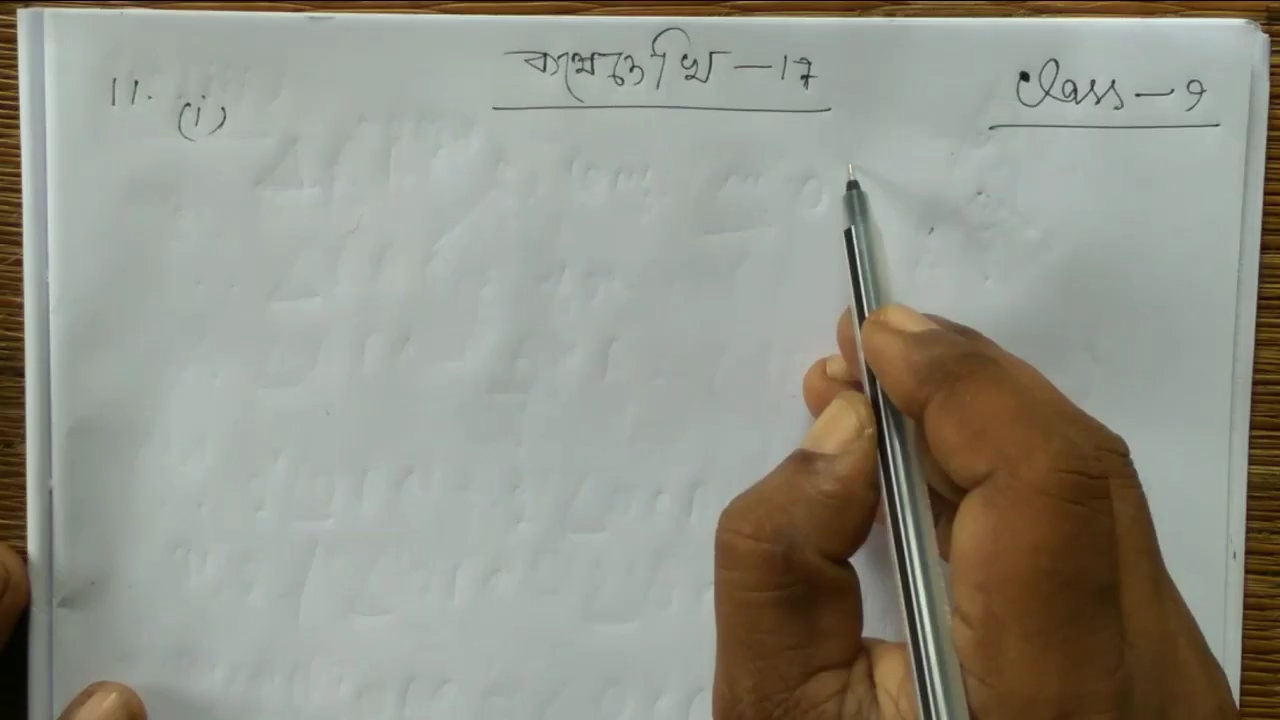 কষে দেখি — 17
Class — 9
11. (i)